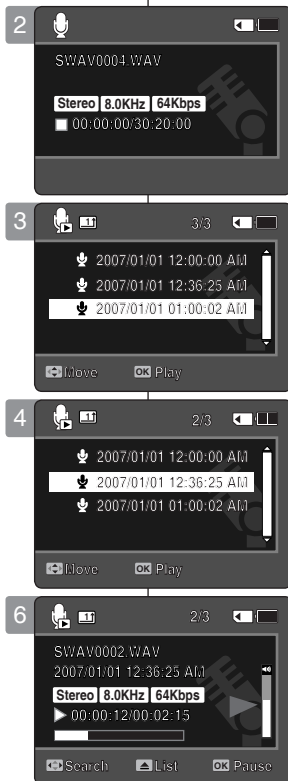 2
SWAV0004.WAV
Stereo 8.0KHz 64Kbps
00:00:00/30:20:00
3
3/3
2007/01/01 12:00:00 AM
2007/01/01 12:36:25 AM
2007/01/01 01:00:02 AM
Move OK Play
4
2/3
2007/01/01 12:00:00 AM
2007/01/01 12:36:25 AM
2007/01/01 01:00:02 AM
Move OK Play
6
2/3
SWAV0002.WAV
2007/01/01 12:36:25 AM
Stereo 8.0KHz 64Kbps
00:00:12/00:02:15
Search List OK Pause